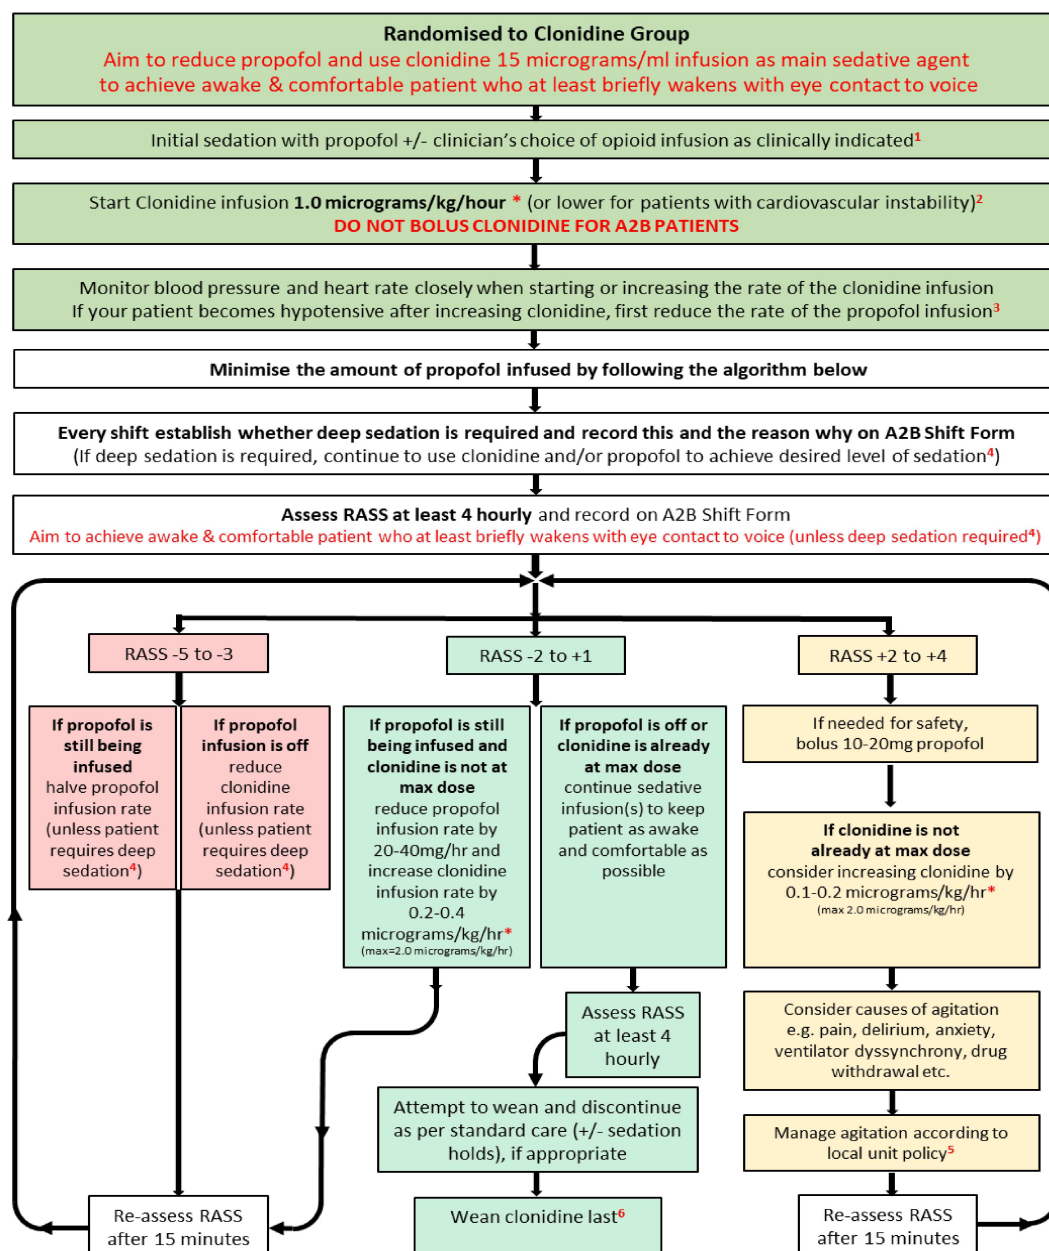 Randomised to Clonidine Group
Aim to reduce propofol and use clonidine 15 micrograms/ml infusion as main sedative agent
to achieve awake & comfortable patient who at least briefly wakens with eye contact to voice
Initial sedation with propofol +/- clinician's choice of opioid infusion as clinically indicated1
Start Clonidine infusion 1.0 micrograms/kg/hour * (or lower for patients with cardiovascular instability)2
DO NOT BOLUS CLONIDINE FOR A2B PATIENTS
Monitor blood pressure and heart rate closely when starting or increasing the rate of the clonidine infusion
If your patient becomes hypotensive after increasing clonidine, first reduce the rate of the propofol infusion3
Minimise the amount of propofol infused by following the algorithm below
Every shift establish whether deep sedation is required and record this and the reason why on A2B Shift Form
(If deep sedation is required, continue to use clonidine and/or propofol to achieve desired level of sedation4)
Assess RASS at least 4 hourly and record on A2B Shift Form
Aim to achieve awake & comfortable patient who at least briefly wakens with eye contact to voice (unless deep sedation required4)
RASS -5 to -3
If propofol is
still being
infused
halve propofol
infusion rate
(unless patient
requires deep
sedation4)
If propofol
infusion is off
reduce
clonidine
infusion rate
(unless patient
requires deep
sedation4)
RASS -2 to +1
If propofol is still
being infused and
clonidine is not at
max dose
reduce propofol
infusion rate by
20-40mg/hr and
increase clonidine
infusion rate by
0.2-0.4
micrograms/kg/hr*
(max=2.0 micrograms/kg/hr)
If propofol is off or
clonidine is already
at max dose
continue sedative
infusion(s) to keep
patient as awake
and comfortable as
possible
Assess RASS
at least 4
hourly
Attempt to wean and discontinue
as per standard care (+/- sedation
holds), if appropriate
Wean clonidine last6
RASS +2 to +4
If needed for safety,
bolus 10-20mg propofol
If clonidine is not
already at max dose
consider increasing clonidine by
0.1-0.2 micrograms/kg/hr*
(max 2.0 micrograms/kg/hr)
Consider causes of agitation
e.g. pain, delirium, anxiety,
ventilator dyssynchrony, drug
withdrawal etc.
Manage agitation according to
local unit policy5
Re-assess RASS
after 15 minutes
Re-assess RASS
after 15 minutes